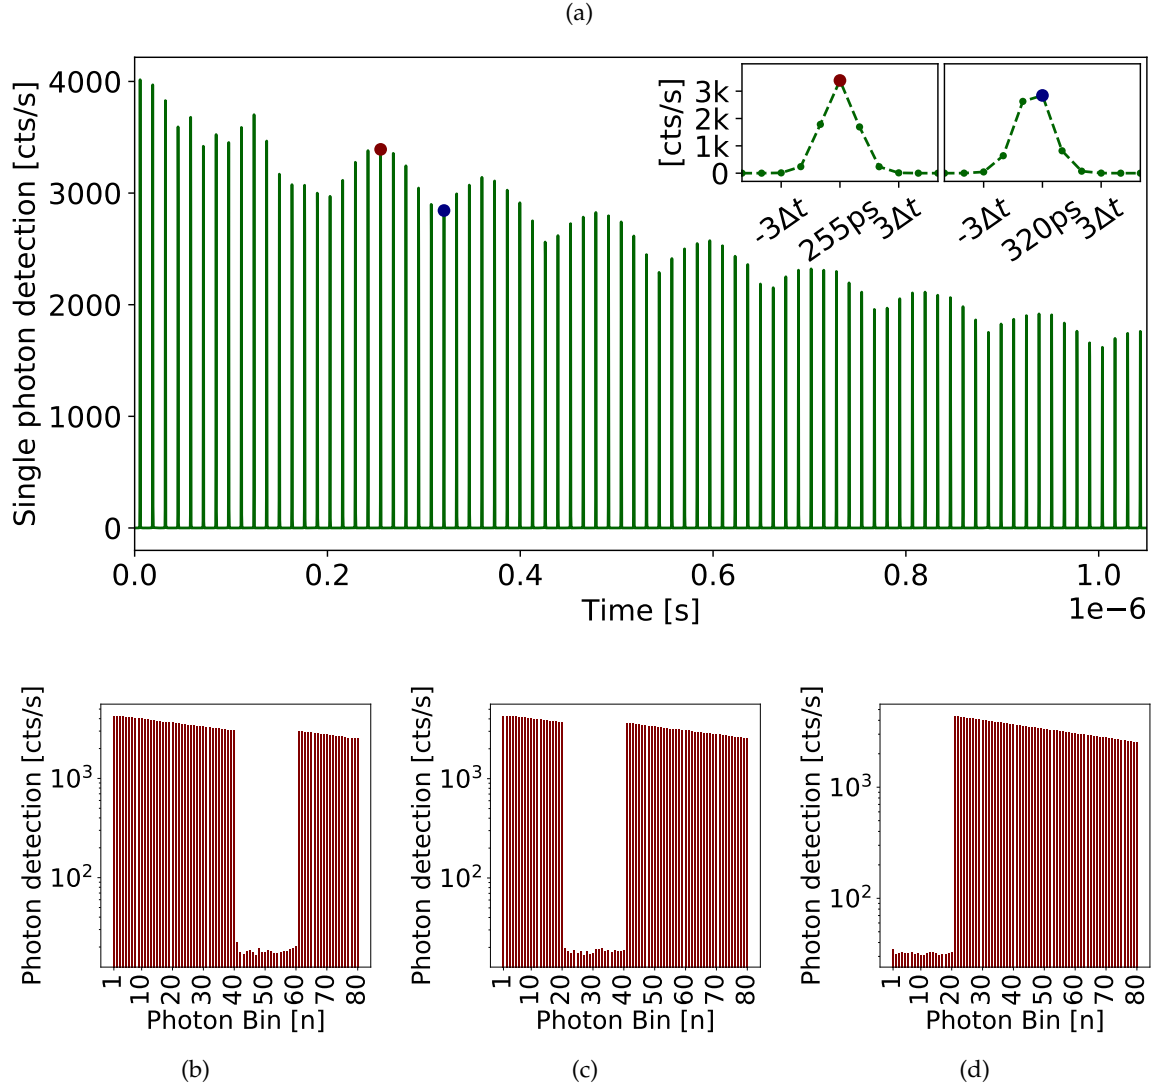 (a)
Single photon detection [cts/s]
4000
3000
2000
1000
0
0.0 0.2 0.4 0.6 0.8 1.0
Time [s]
1e−6
[cts/s]
3k
2k
1k
0
-3Δt 255ps 3Δt
-3Δt 320ps 3Δt
Photon detection [cts/s]
10³
10²
1 10 20 30 40 50 60 70 80
Photon Bin [n]
(b)
Photon detection [cts/s]
10³
10²
1 10 20 30 40 50 60 70 80
Photon Bin [n]
(c)
Photon detection [cts/s]
10³
10²
1 10 20 30 40 50 60 70 80
Photon Bin [n]
(d)